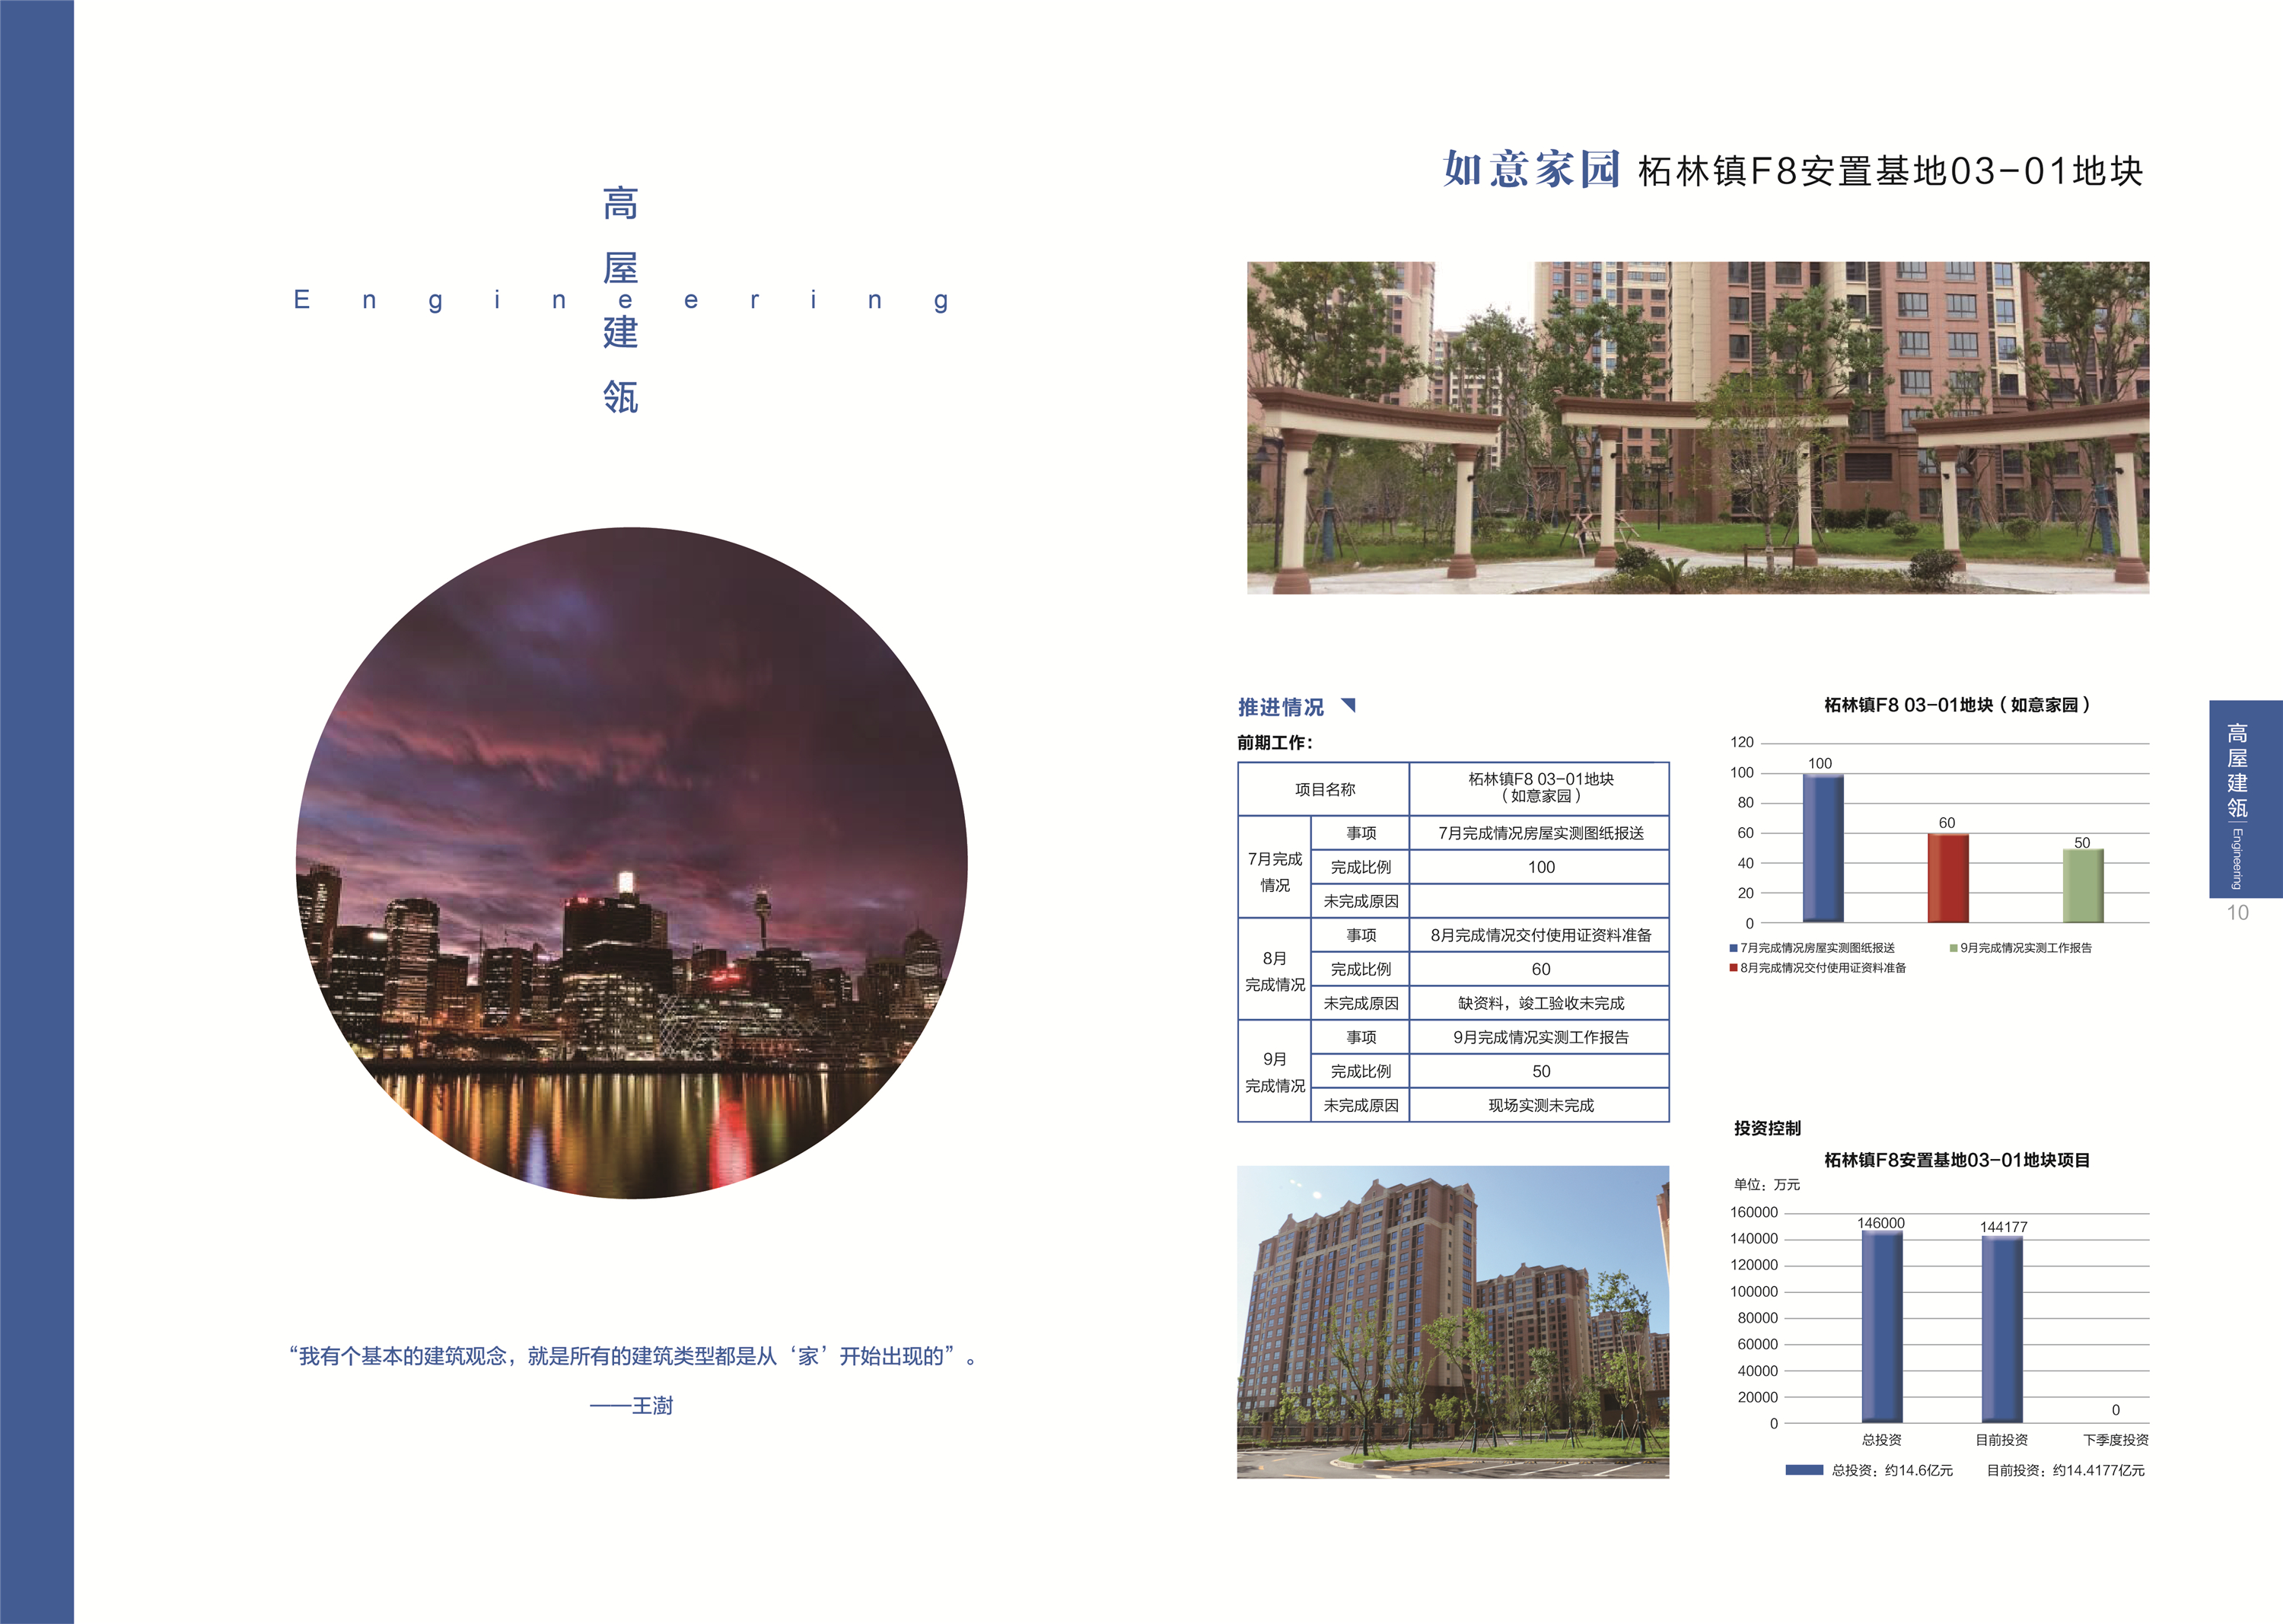 高
屋
Engineering
建
瓴
“我有个基本的建筑观念，就是所有的建筑类型都是从‘家’开始出现的”。
——王澍
如意家园 柘林镇F8安置基地03-01地块
推进情况
前期工作：
项目名称 柘林镇F8 03-01地块
（如意家园）
7月完成
情况
事项 7月完成情况房屋实测图纸报送
完成比例 100
未完成原因
8月
完成情况
事项 8月完成情况交付使用证资料准备
完成比例 60
未完成原因 缺资料，竣工验收未完成
9月
完成情况
事项 9月完成情况实测工作报告
完成比例 50
未完成原因 现场实测未完成
柘林镇F8 03-01地块（如意家园）
120
100
80
60
40
20
0
100
60
50
7月完成情况房屋实测图纸报送
9月完成情况实测工作报告
8月完成情况交付使用证资料准备
投资控制
柘林镇F8安置基地03-01地块项目
单位：万元
160000
140000
120000
100000
80000
60000
40000
20000
0
146000
144177
0
总投资 目前投资 下季度投资
总投资：约14.6亿元 目前投资：约14.4177亿元
高
屋
建
瓴
Engineering
10